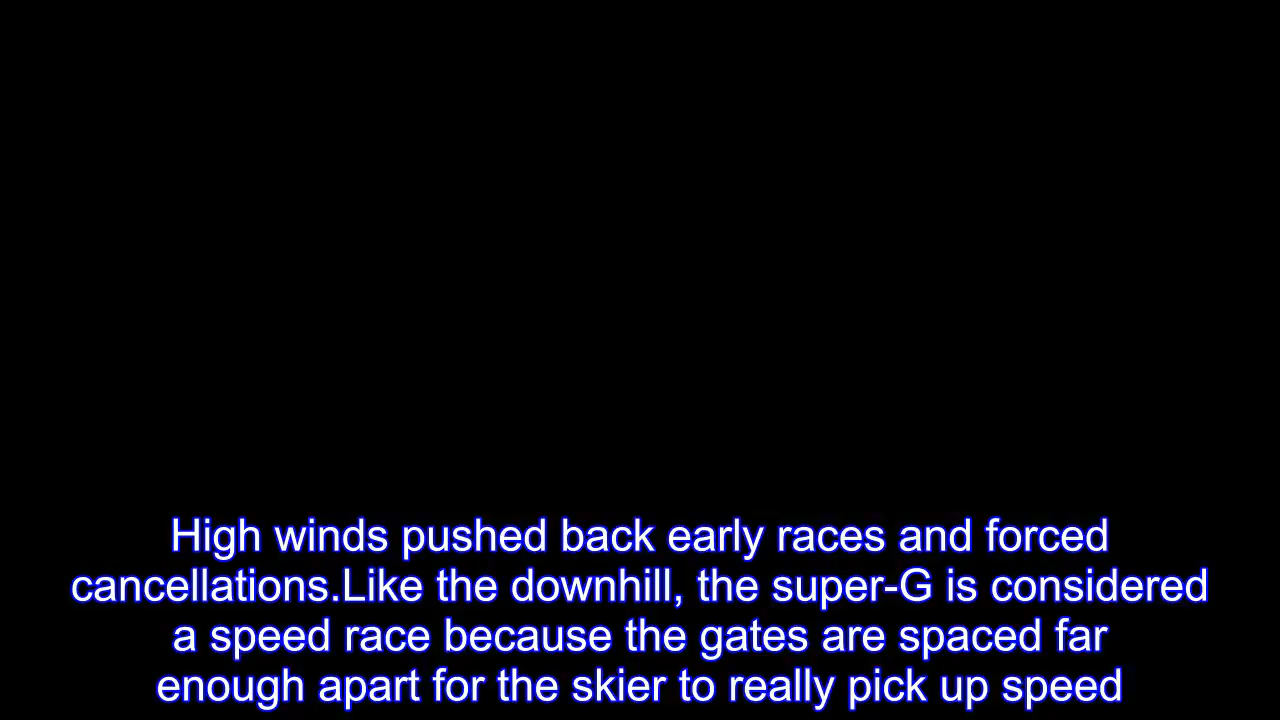 High winds pushed back early races and forced
cancellations.Like the downhill, the super-G is considered
a speed race because the gates are spaced far
enough apart for the skier to really pick up speed